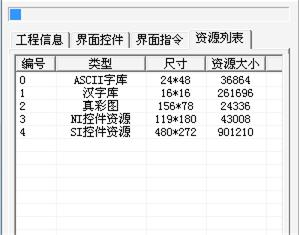 工程信息 界面控件 界面指令 资源列表
编号 类型 尺寸 资源大小
0 ASCII字库 24*48 36864
1 汉字库 16*16 261696
2 真彩图 156*78 24336
3 NI控件资源 119*180 43008
4 SI控件资源 480*272 901210